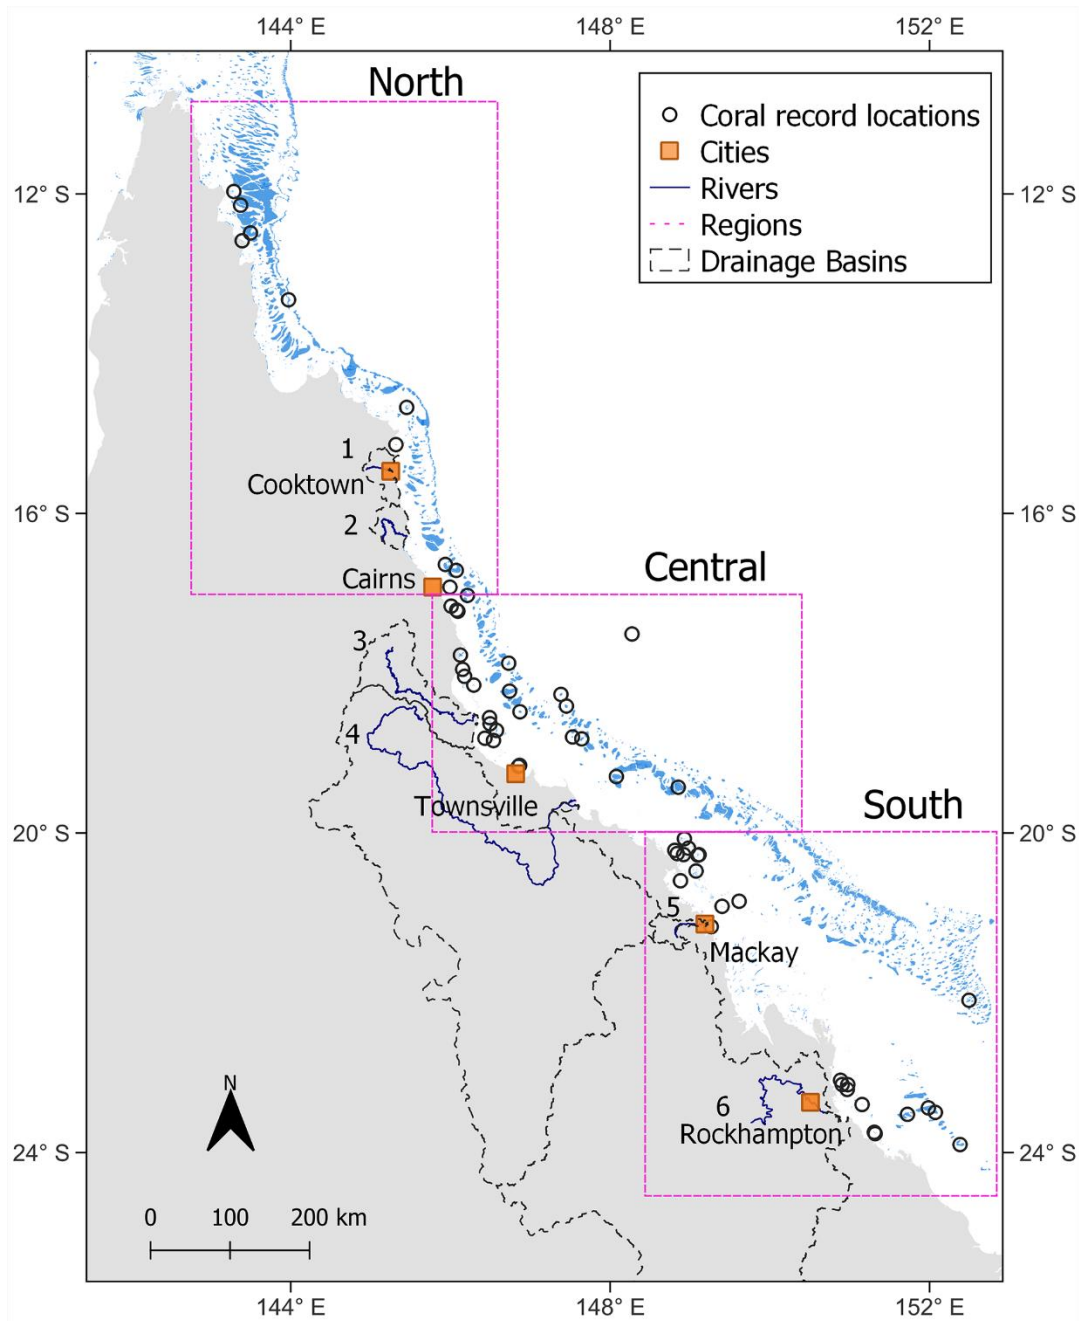 144° E 148° E 152° E
North
Coral record locations
Cities
12° S 12° S
Rivers
Regions
Drainage Basins
1
Cooktown
16° S 16° S
2
Central
Cairns
3
4
Townsville
South
20° S 20° S
5
Mackay
N
6
Rockhampton
24° S 24° S
0 100 200 km
144° E 148° E 152° E